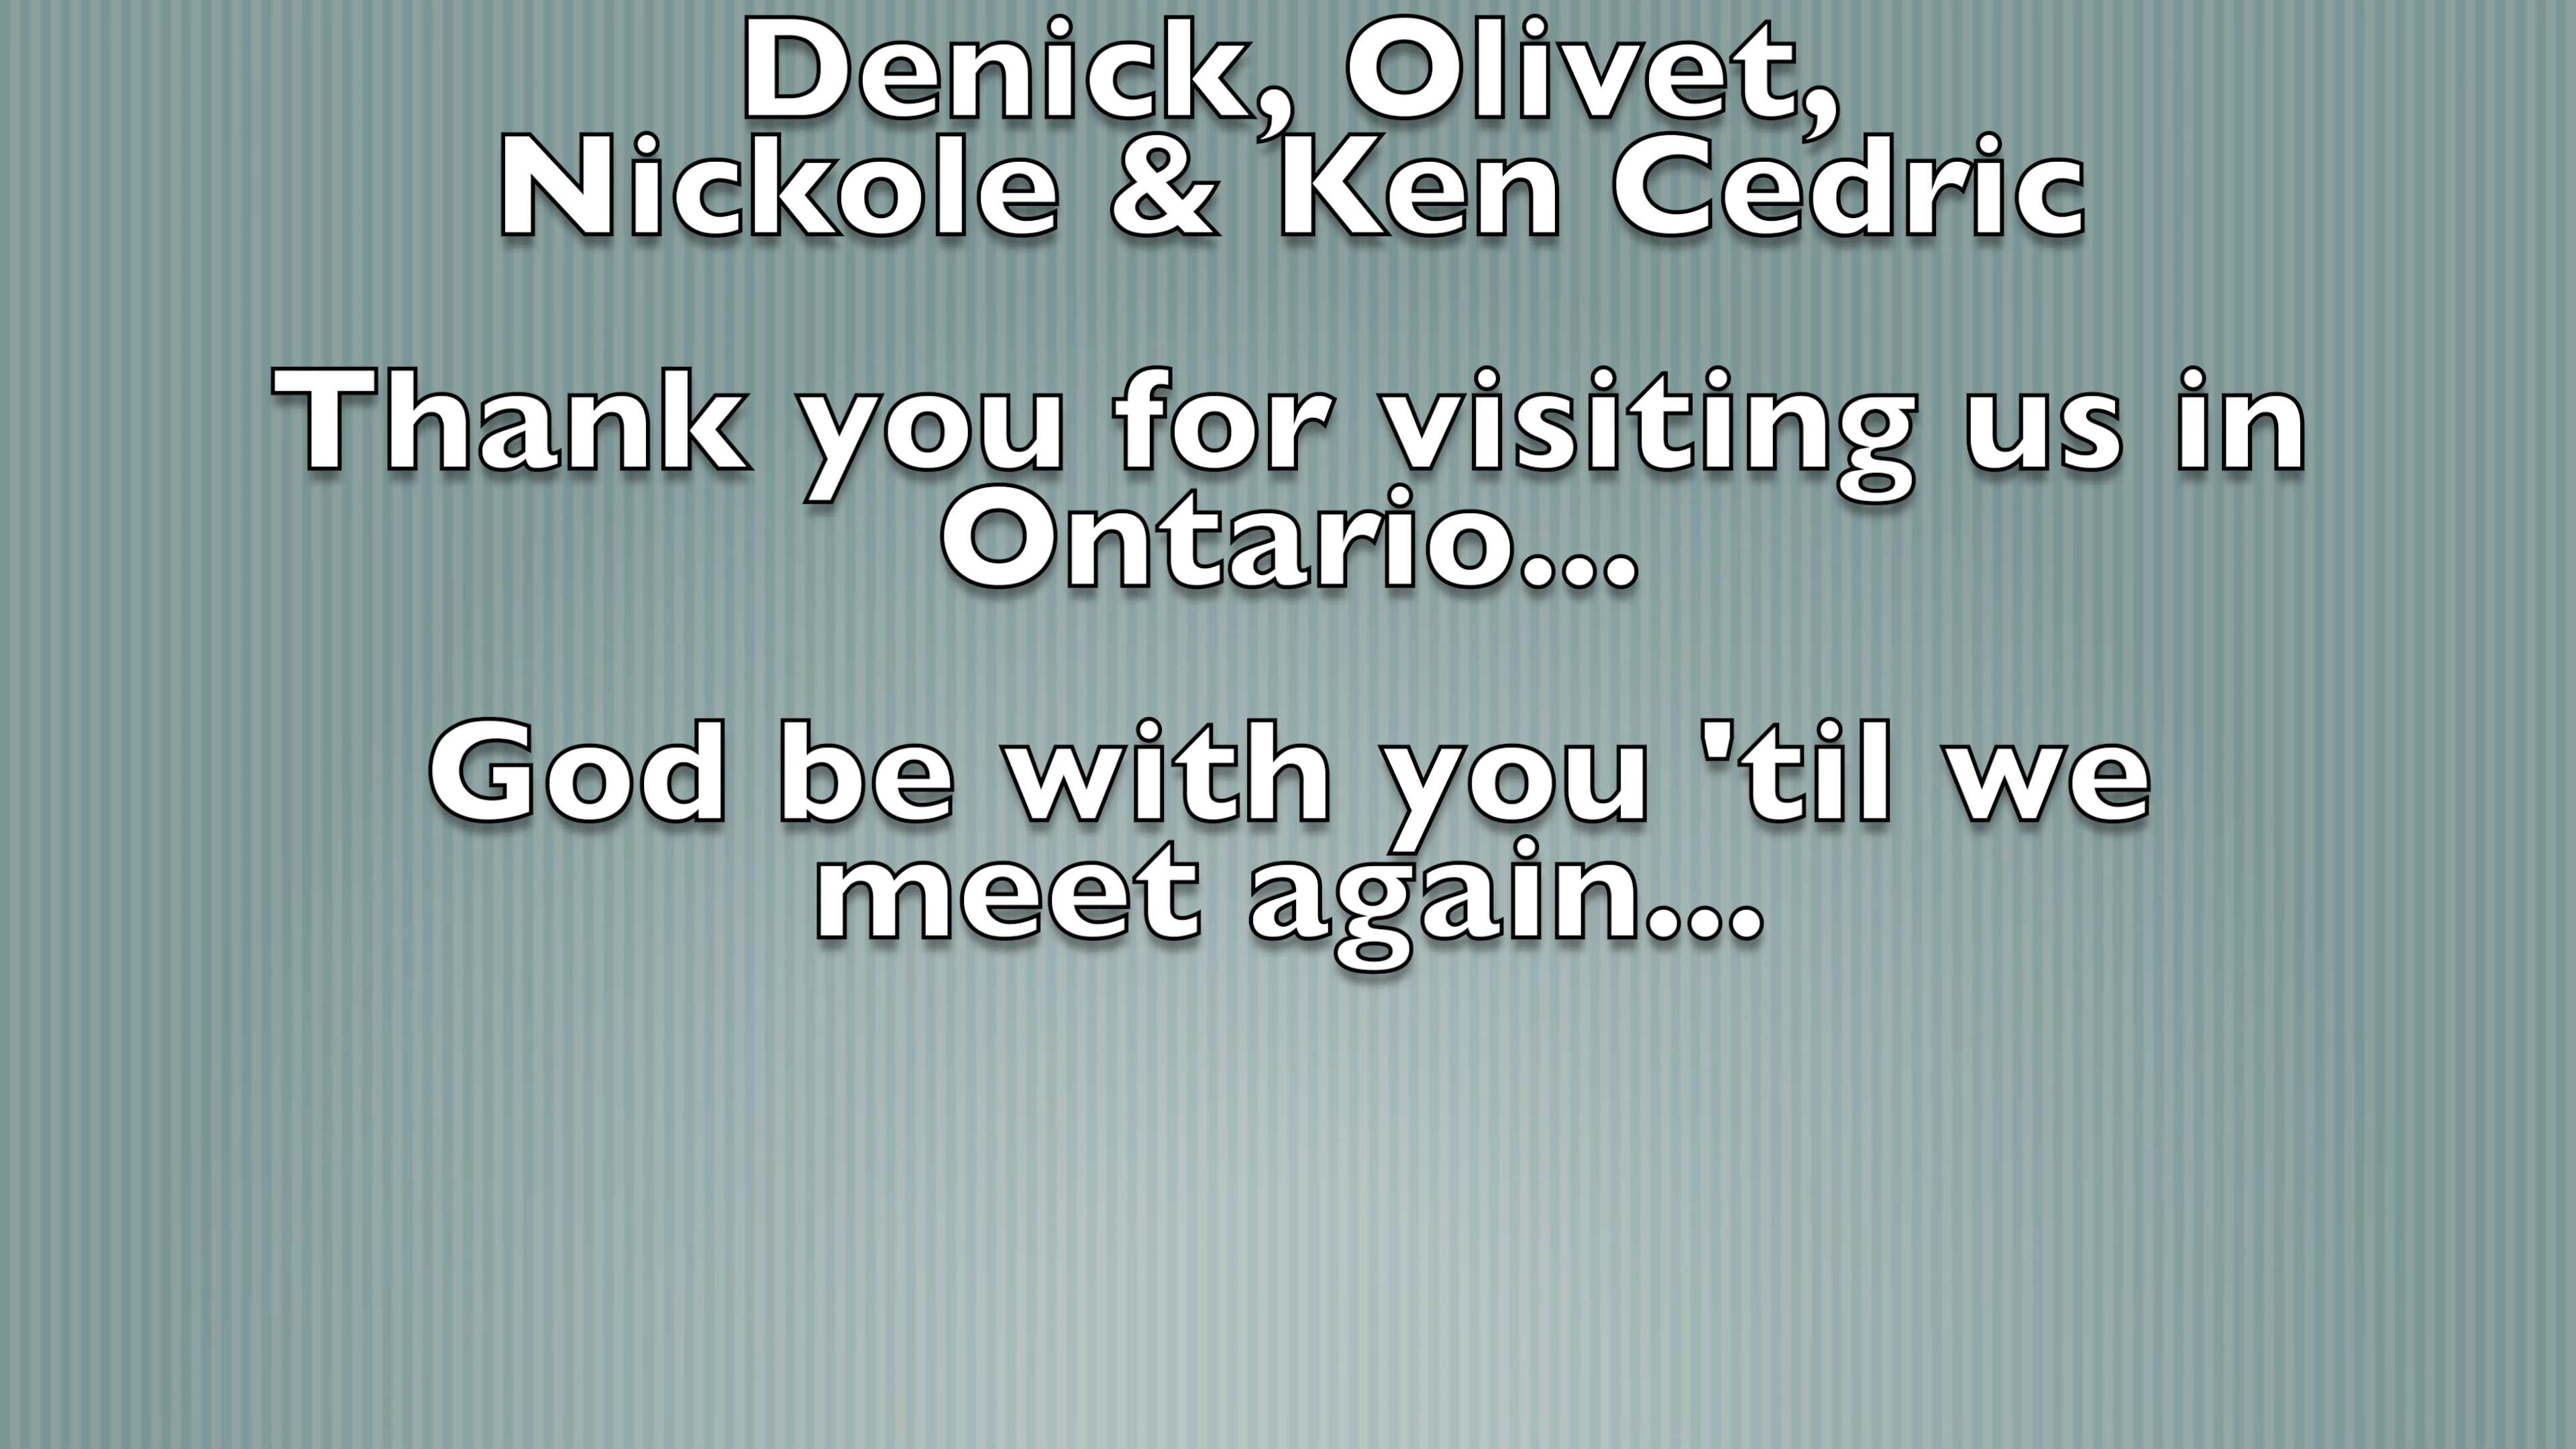 Denick, Olivet,
Nickole & Ken Cedric
Thank you for visiting us in
Ontario...
God be with you 'til we
meet again...